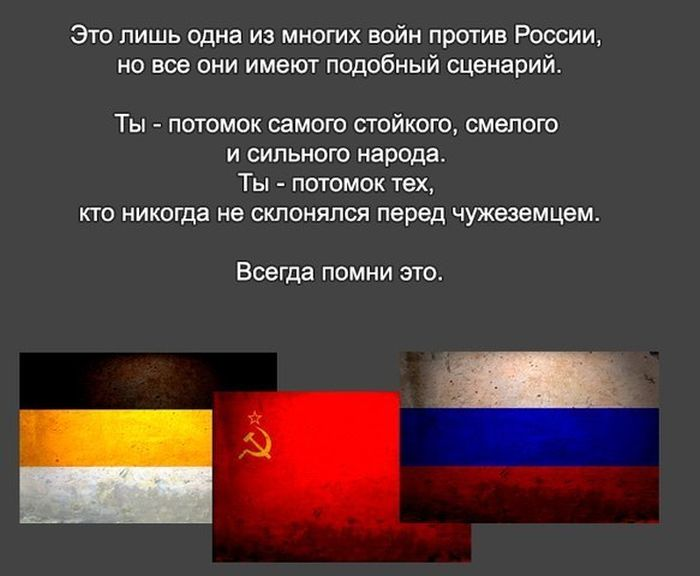 Это лишь одна из многих войн против России,
но все они имеют подобный сценарий.
Ты - потомок самого стойкого, смелого
и сильного народа.
Ты - потомок тех,
кто никогда не склонялся перед чужеземцем.
Всегда помни это.